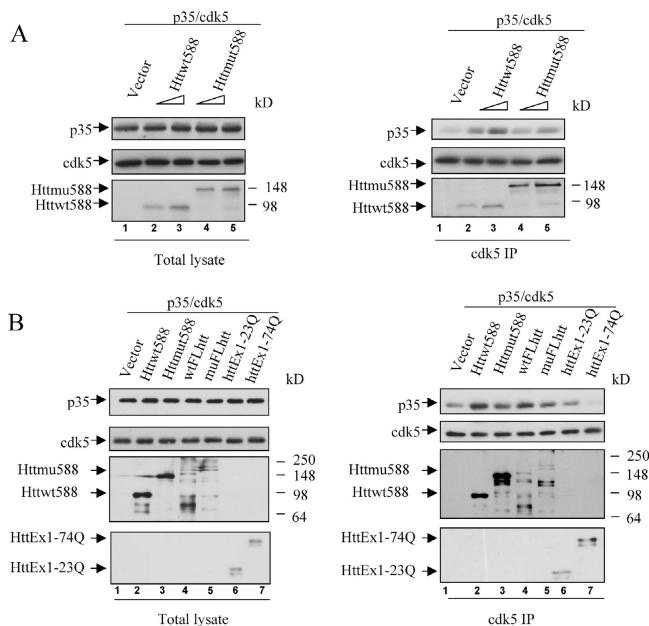 A
p35/cdk5
Vector
Httwt588
Httmut588
kD
p35
cdk5
Httmu588
148
Httwt588
98
1 2 3 4 5
Total lysate
p35/cdk5
Vector
Httwt588
Httmut588
kD
p35
cdk5
Httmu588
148
Httwt588
98
1 2 3 4 5
cdk5 IP
B
p35/cdk5
Vector
Httwt588
Httmut588
wtFLhtt
muFLhtt
httEx1-23Q
httEx1-74Q
kD
p35
cdk5
250
Httmu588
148
Httwt588
98
64
HttEx1-74Q
HttEx1-23Q
1 2 3 4 5 6 7
Total lysate
p35/cdk5
Vector
Httwt588
Httmut588
wtFLhtt
muFLhtt
httEx1-23Q
httEx1-74Q
kD
p35
cdk5
250
Httmu588
148
Httwt588
98
64
HttEx1-74Q
HttEx1-23Q
1 2 3 4 5 6 7
cdk5 IP